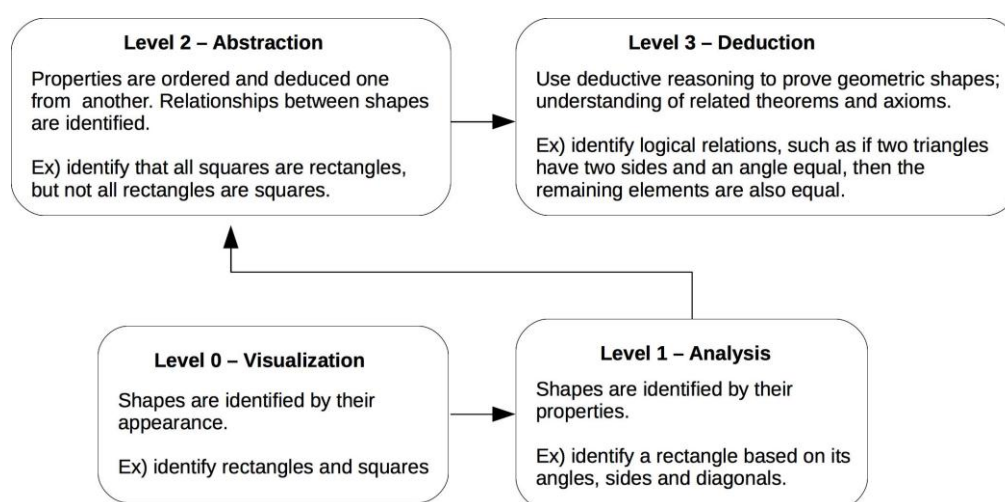 Level 2 – Abstraction
Properties are ordered and deduced one
from another. Relationships between shapes
are identified.
Ex) identify that all squares are rectangles,
but not all rectangles are squares.
Level 3 – Deduction
Use deductive reasoning to prove geometric shapes;
understanding of related theorems and axioms.
Ex) identify logical relations, such as if two triangles
have two sides and an angle equal, then the
remaining elements are also equal.
Level 0 – Visualization
Shapes are identified by their
appearance.
Ex) identify rectangles and squares
Level 1 – Analysis
Shapes are identified by their
properties.
Ex) identify a rectangle based on its
angles, sides and diagonals.